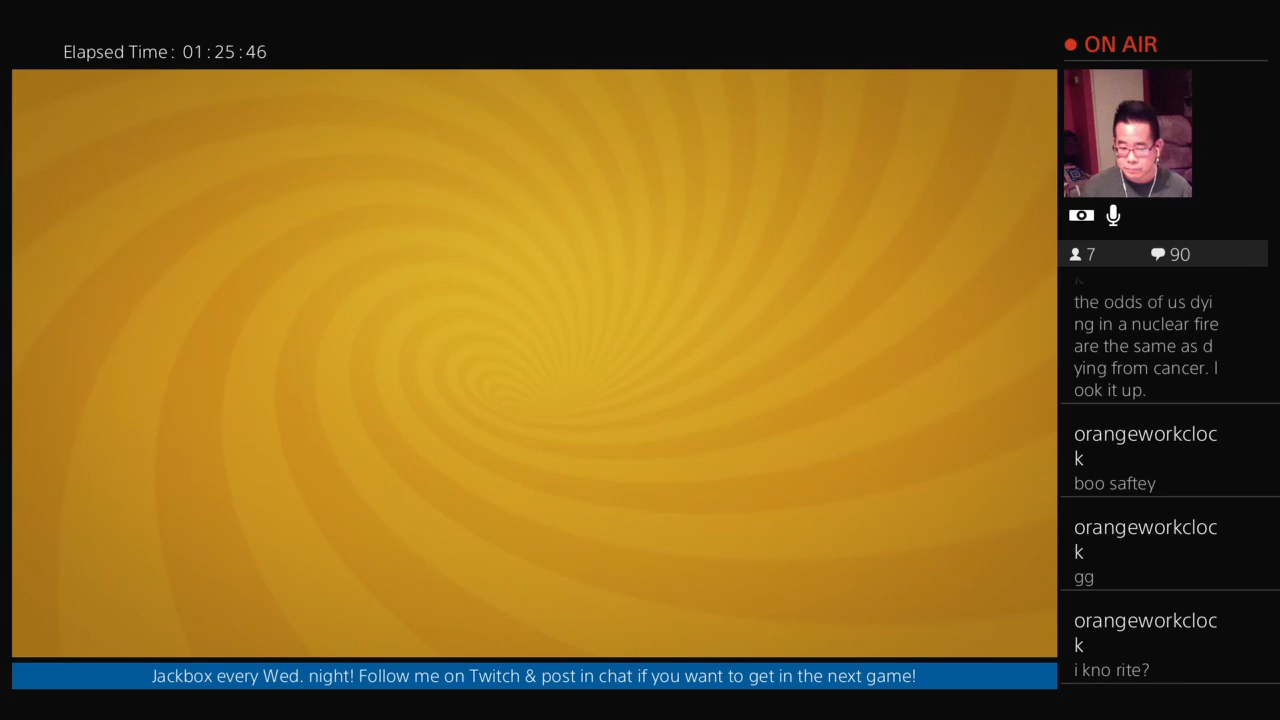 Elapsed Time: 01:25:46
ON AIR
7
90
the odds of us dyi
ng in a nuclear fire
are the same as d
ying from cancer. l
ook it up.
orangeworkcloc
k
boo saftey
orangeworkcloc
k
gg
orangeworkcloc
k
i kno rite?
Jackbox every Wed. night! Follow me on Twitch & post in chat if you want to get in the next game!